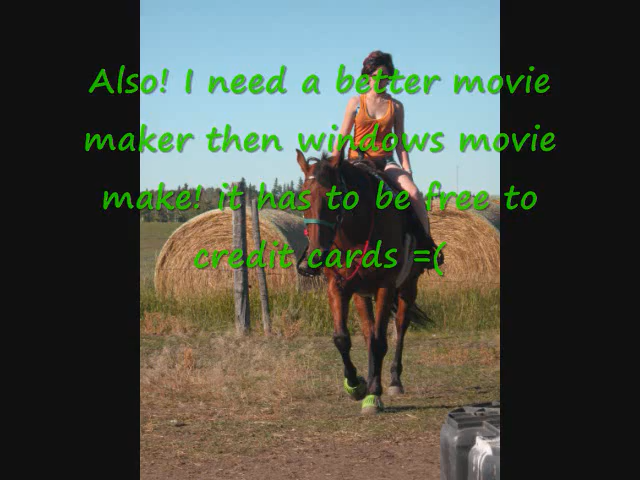 Also! I need a better movie
maker then windows movie
make! it has to be free to
credit cards =(